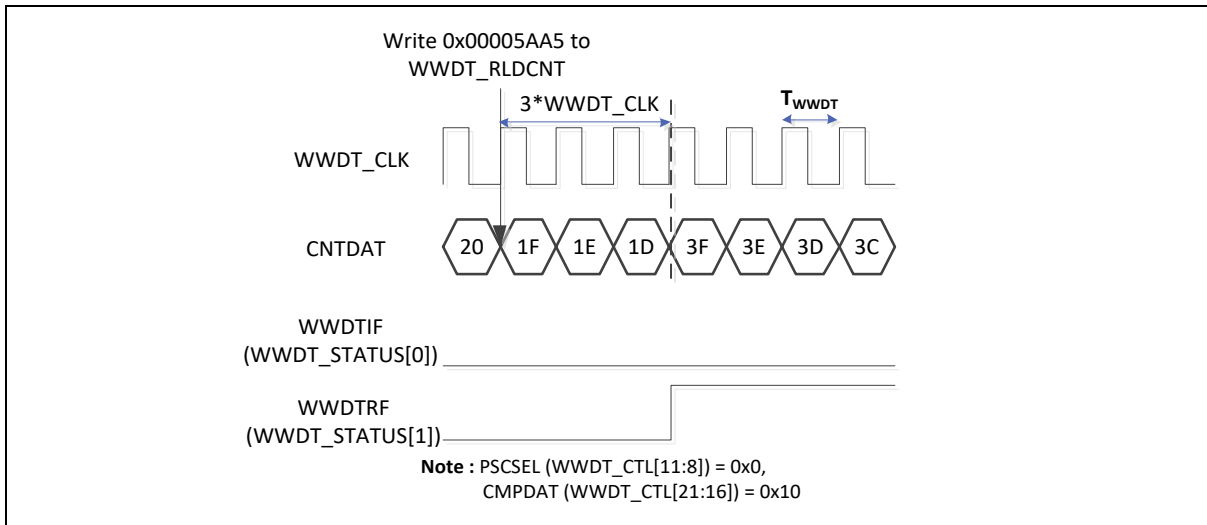 Write 0x00005AA5 to
WWDT_RLDCNT
3*WWDT_CLK
TWWDT
WWDT_CLK
CNTDAT
20 1F 1E 1D 3F 3E 3D 3C
WWDTIF
(WWDT_STATUS[0])
WWDTRF
(WWDT_STATUS[1])
Note : PSCSEL (WWDT_CTL[11:8]) = 0x0,
CMPDAT (WWDT_CTL[21:16]) = 0x10